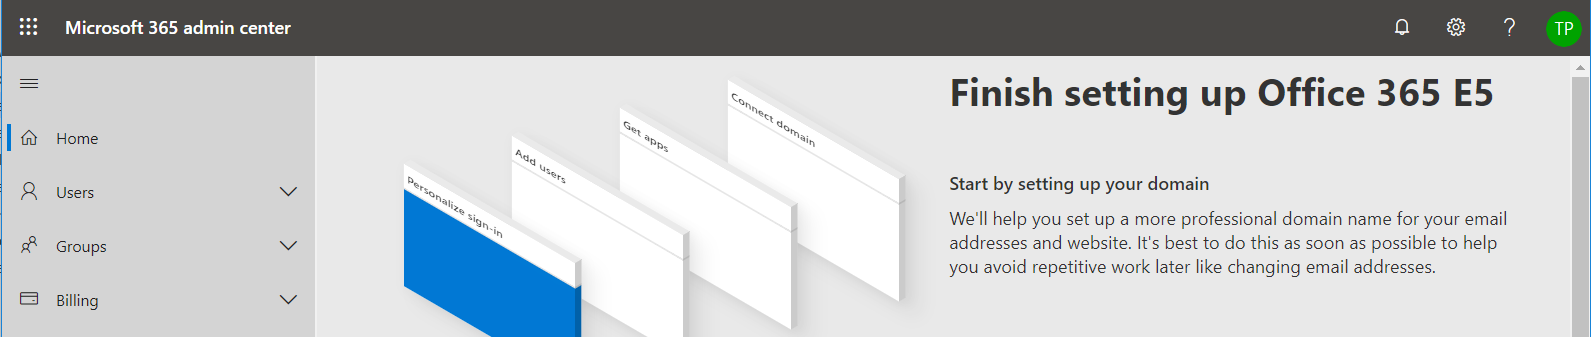 Microsoft 365 admin center
TP
Home
Users
Groups
Billing
Personalize sign-in
Add users
Get apps
Connect domain
Finish setting up Office 365 E5
Start by setting up your domain
We'll help you set up a more professional domain name for your email
addresses and website. It's best to do this as soon as possible to help
you avoid repetitive work later like changing email addresses.